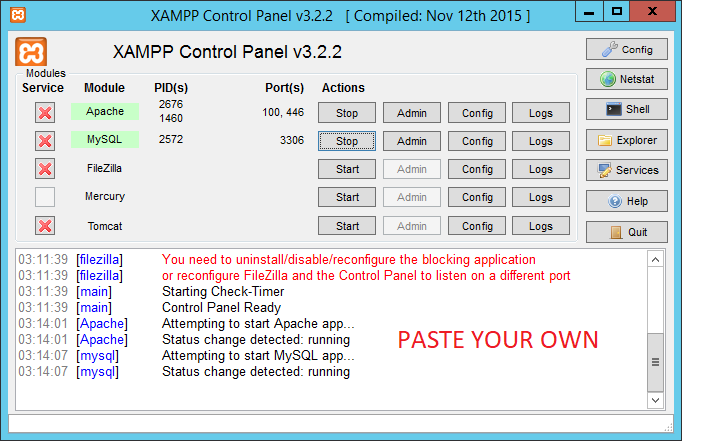 XAMPP Control Panel v3.2.2 [ Compiled: Nov 12th 2015 ]
XAMPP Control Panel v3.2.2
Config
Modules
Service Module PID(s) Port(s) Actions
Netstat
Apache 2676 1460 100, 446 Stop Admin Config Logs
Shell
MySQL 2572 3306 Stop Admin Config Logs
Explorer
FileZilla Start Admin Config Logs
Services
Mercury Start Admin Config Logs
Help
Tomcat Start Admin Config Logs
Quit
03:11:39 [filezilla] You need to uninstall/disable/reconfigure the blocking application
03:11:39 [filezilla] or reconfigure FileZilla and the Control Panel to listen on a different port
03:11:39 [main] Starting Check-Timer
03:11:39 [main] Control Panel Ready
03:14:01 [Apache] Attempting to start Apache app...
03:14:01 [Apache] Status change detected: running
PASTE YOUR OWN
03:14:07 [mysql] Attempting to start MySQL app...
03:14:07 [mysql] Status change detected: running